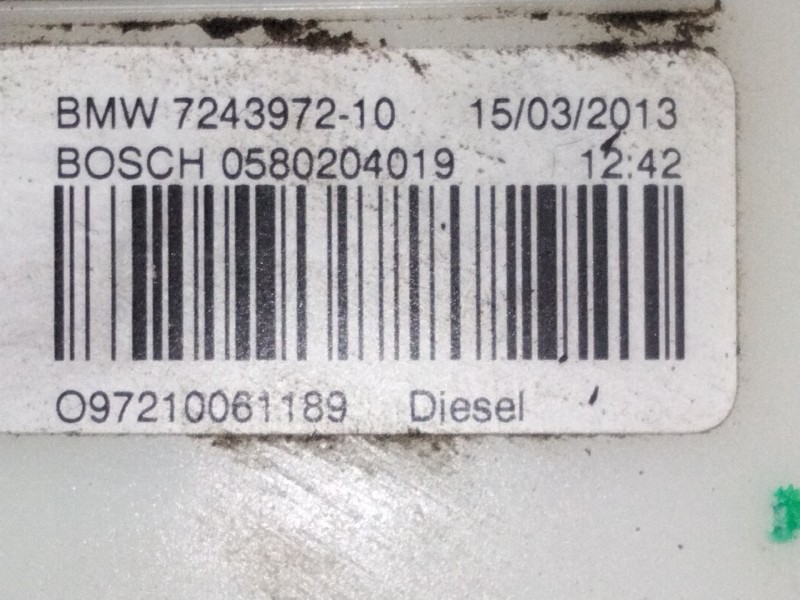 BMW 7243972-10 15/03/2013
BOSCH 0580204019 12:42
O97210061189 Diesel